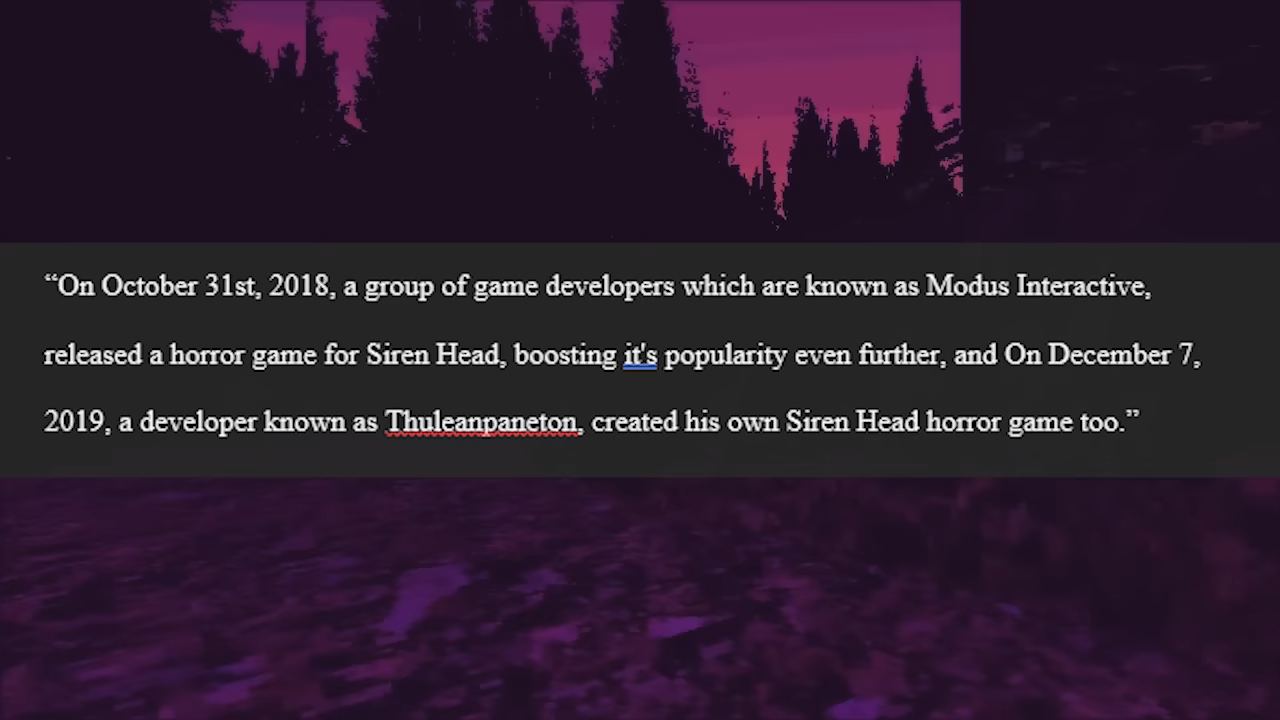 “On October 31st, 2018, a group of game developers which are known as Modus Interactive,
released a horror game for Siren Head, boosting it's popularity even further, and On December 7,
2019, a developer known as Thuleanpaneton, created his own Siren Head horror game too.”